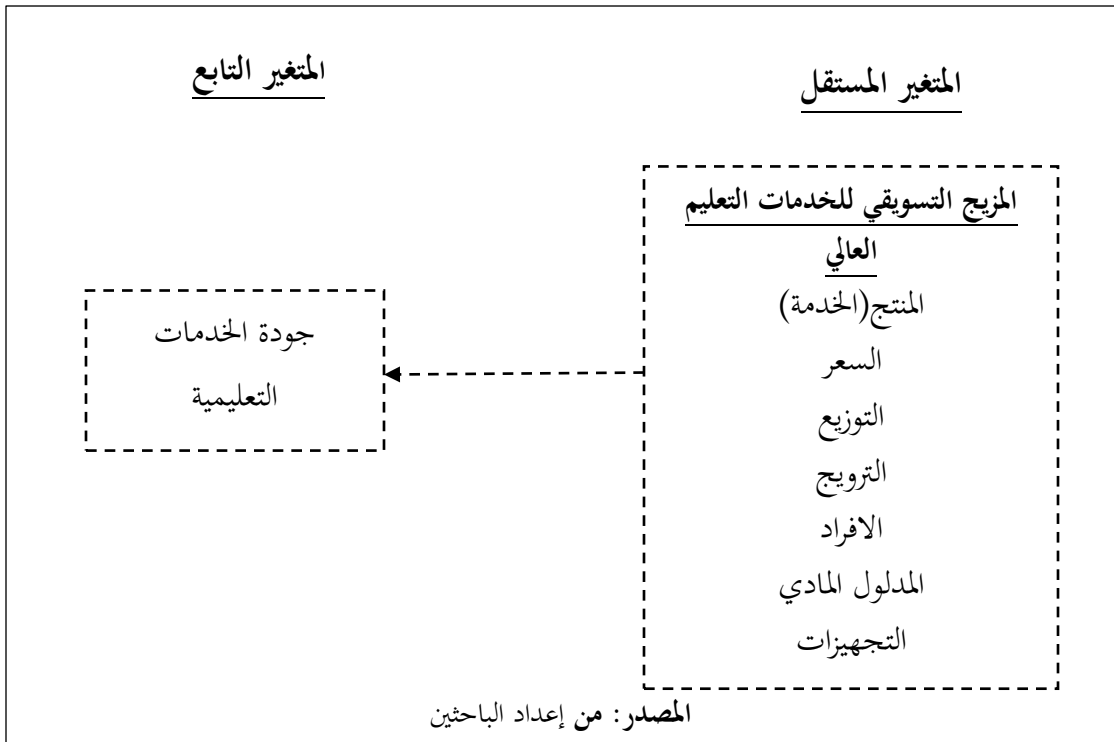 المتغير المستقل
المتغير التابع
المزيج التسويقي للخدمات التعليم
العالي
المنتج(الخدمة)
السعر
التوزيع
الترويج
الافراد
المدلول المادي
التجهيزات
جودة الخدمات
التعليمية
المصدر: من إعداد الباحثين